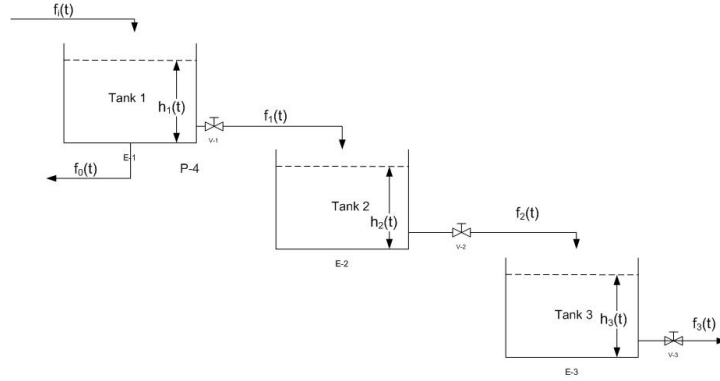 fi(t)
Tank 1
h1(t)
f1(t)
V-1
E-1
P-4
f0(t)
Tank 2
h2(t)
f2(t)
V-2
E-2
Tank 3
h3(t)
f3(t)
V-3
E-3